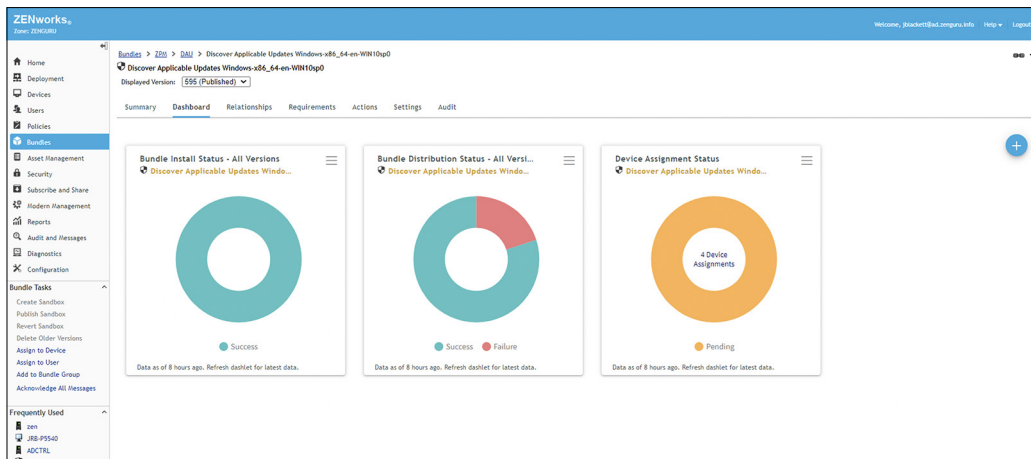 ZENworks®
Zone: ZENGURU
Welcome, jblackett@ad.zenguru.info Help Logout
Home
Deployment
Devices
Users
Policies
Bundles
Asset Management
Security
Subscribe and Share
Modern Management
Reports
Audit and Messages
Diagnostics
Configuration
Bundle Tasks
Create Sandbox
Publish Sandbox
Revert Sandbox
Delete Older Versions
Assign to Device
Assign to User
Add to Bundle Group
Acknowledge All Messages
Frequently Used
zen
JRB-P5540
ADCTRL
Bundles > ZPM > DAU > Discover Applicable Updates Windows-x86_64-en-WIN10sp0
Discover Applicable Updates Windows-x86_64-en-WIN10sp0
Displayed Version: 595 (Published)
Summary Dashboard Relationships Requirements Actions Settings Audit
Bundle Install Status - All Versions
Discover Applicable Updates Windo...
Success
Data as of 8 hours ago. Refresh dashlet for latest data.
Bundle Distribution Status - All Versi...
Discover Applicable Updates Windo...
Success Failure
Data as of 8 hours ago. Refresh dashlet for latest data.
Device Assignment Status
Discover Applicable Updates Windo...
4 Device
Assignments
Pending
Data as of 8 hours ago. Refresh dashlet for latest data.